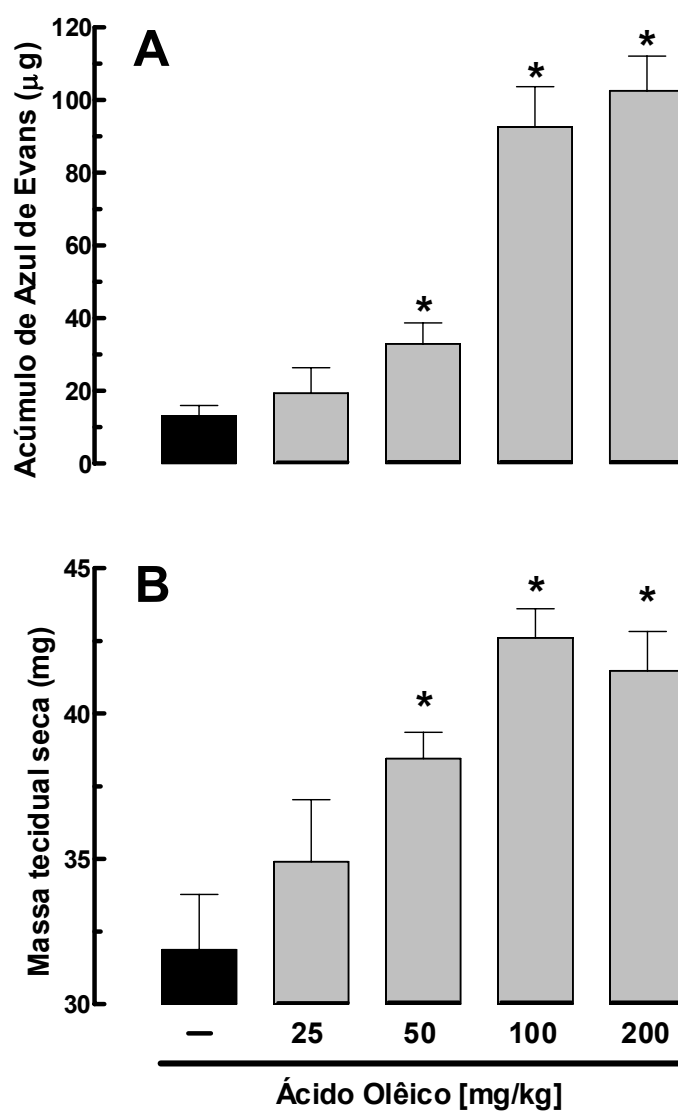 A
Acúmulo de Azul de Evans (μg)
120
100
80
60
40
20
0
*
*
*
B
Massa tecidual seca (mg)
45
40
35
30
*
*
*
– 25 50 100 200
Ácido Olêico [mg/kg]